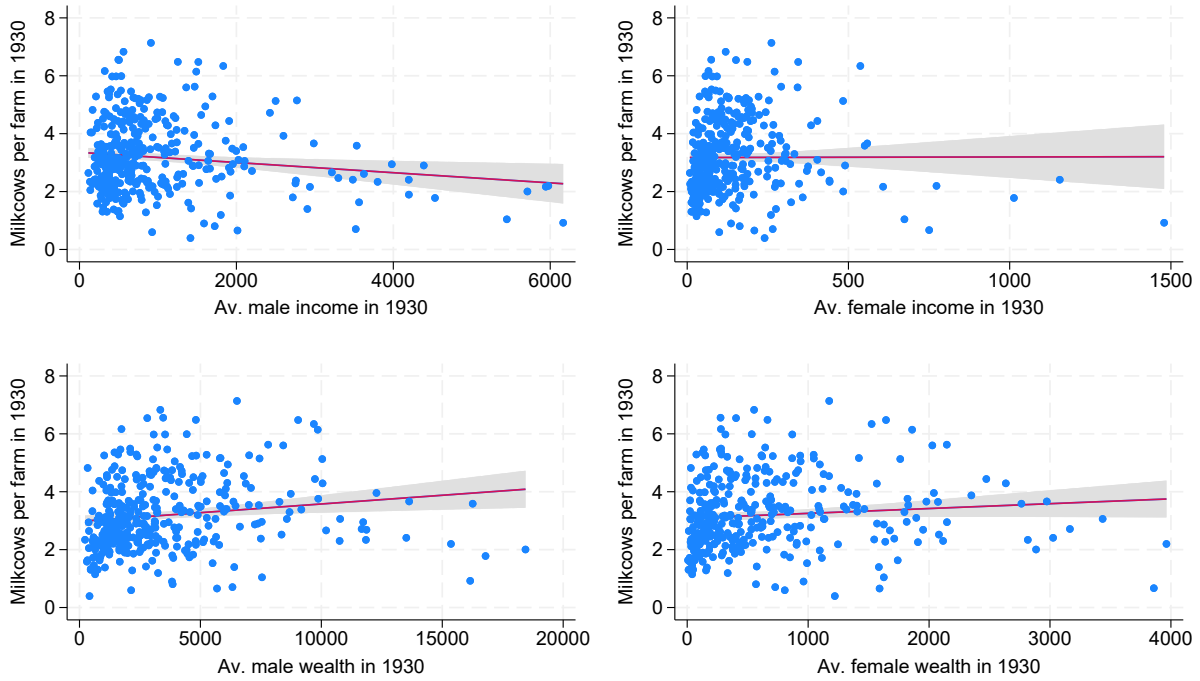 Milkcows per farm in 1930
8
6
4
2
0
0 2000 4000 6000
Av. male income in 1930
Milkcows per farm in 1930
8
6
4
2
0
0 500 1000 1500
Av. female income in 1930
Milkcows per farm in 1930
8
6
4
2
0
0 5000 10000 15000 20000
Av. male wealth in 1930
Milkcows per farm in 1930
8
6
4
2
0
0 1000 2000 3000 4000
Av. female wealth in 1930